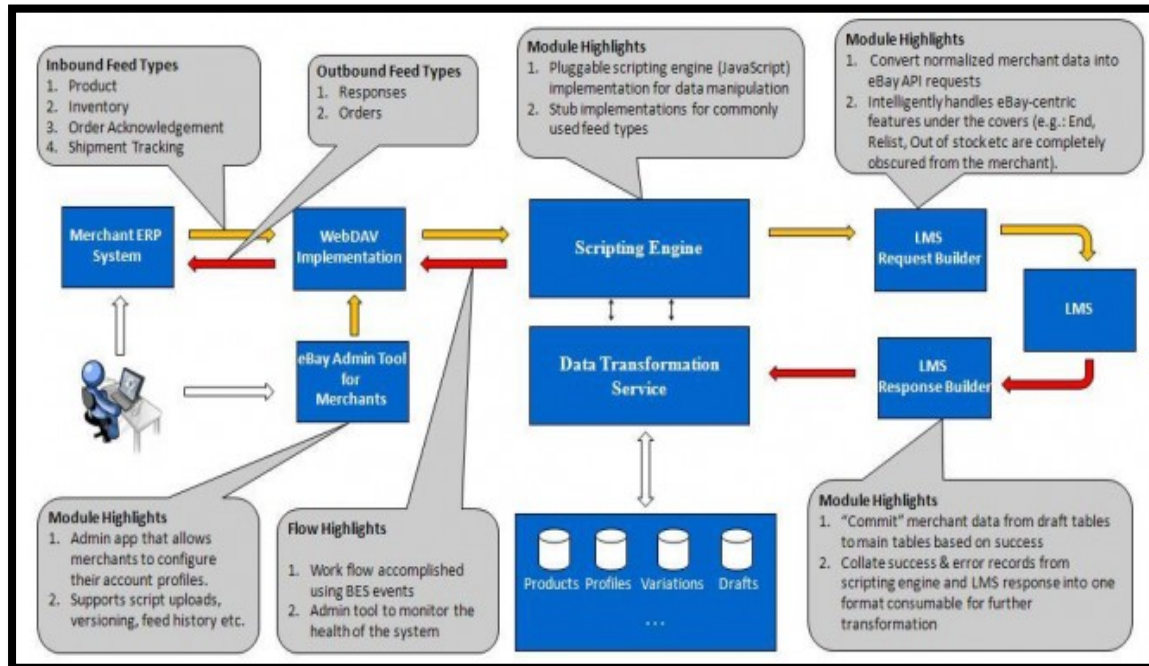 Inbound Feed Types
1. Product
2. Inventory
3. Order Acknowledgement
4. Shipment Tracking
Outbound Feed Types
1. Responses
2. Orders
Module Highlights
1. Pluggable scripting engine (JavaScript)
implementation for data manipulation
2. Stub implementations for commonly
used feed types
Module Highlights
1. Convert normalized merchant data into
eBay API requests
2. Intelligently handles eBay-centric
features under the covers (e.g.: End,
Relist, Out of stock etc are completely
obscured from the merchant).
Merchant ERP
System
WebDAV
Implementation
Scripting Engine
LMS
Request Builder
LMS
eBay Admin Tool
for
Merchants
Data Transformation
Service
LMS
Response Builder
Module Highlights
1. Admin app that allows
merchants to configure
their account profiles.
2. Supports script uploads,
versioning, feed history etc.
Flow Highlights
1. Work flow accomplished
using BES events
2. Admin tool to monitor the
health of the system
Products Profiles Variations Drafts
...
Module Highlights
1. “Commit” merchant data from draft tables
to main tables based on success
2. Collate success & error records from
scripting engine and LMS response into one
format consumable for further
transformation